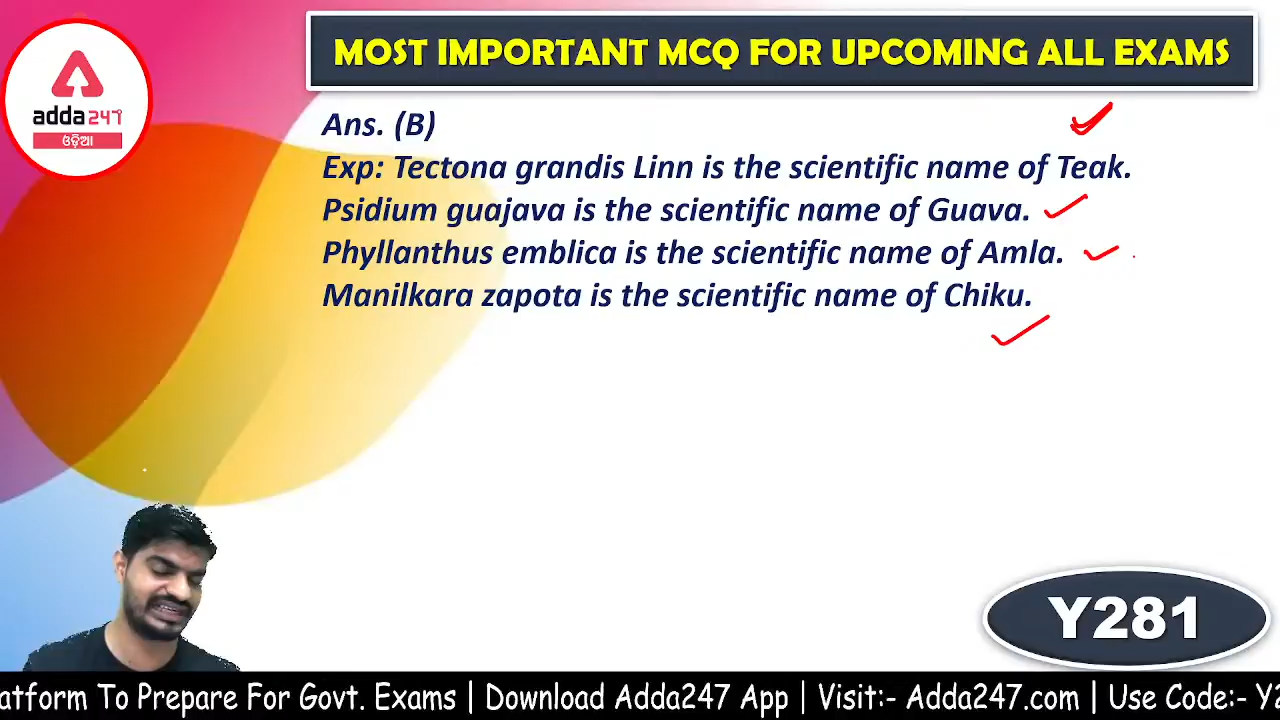 MOST IMPORTANT MCQ FOR UPCOMING ALL EXAMS
adda247
ଓଡ଼ିଆ
Ans. (B)
Exp: Tectona grandis Linn is the scientific name of Teak.
Psidium guajava is the scientific name of Guava.
Phyllanthus emblica is the scientific name of Amla.
Manilkara zapota is the scientific name of Chiku.
Y281
atform To Prepare For Govt. Exams | Download Adda247 App | Visit:- Adda247.com | Use Code:- Y2